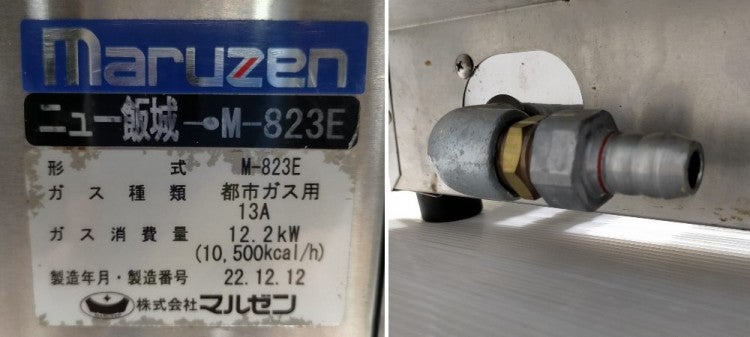 maruzen
ニュー飯城 M-823E
形 式 M-823E
ガス種類 都市ガス用
13A
ガス消費量 12.2kW
(10,500kcal/h)
製造年月・製造番号 22.12.12
株式会社マルゼン